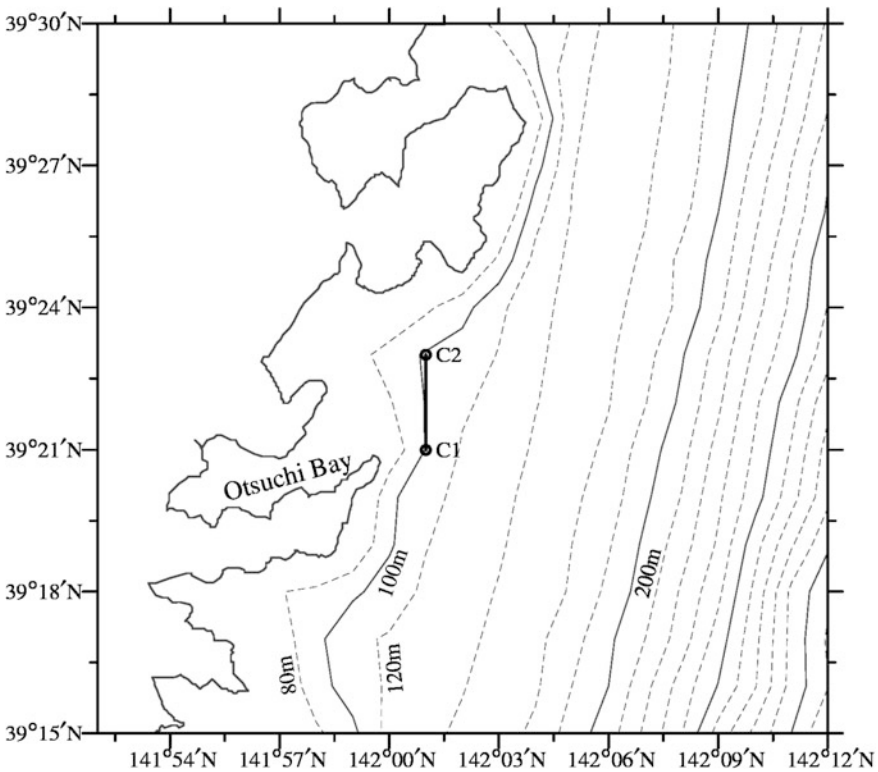 39°30′N
39°27′N
39°24′N
C2
39°21′N
C1
Otsuchi Bay
39°18′N
100m
200m
80m
120m
39°15′N
141°54′N 141°57′N 142°00′N 142°03′N 142°06′N 142°09′N 142°12′N